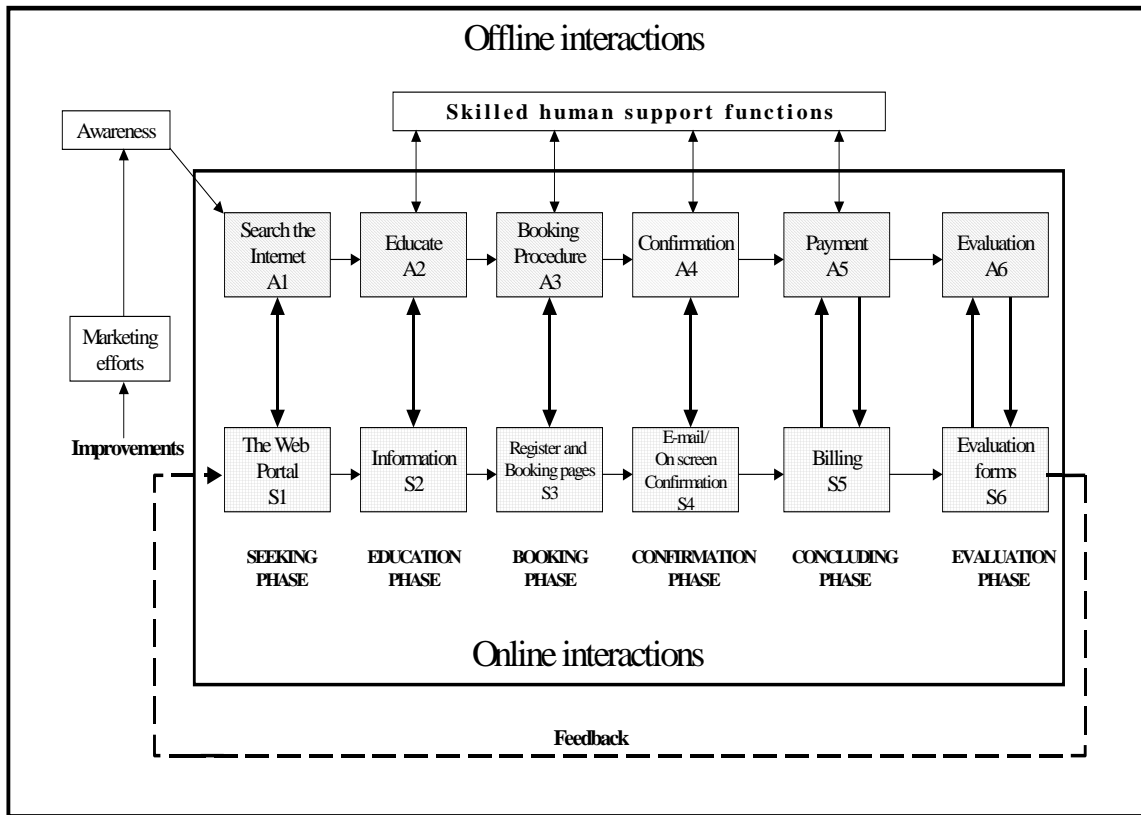 Offline interactions
Skilled human support functions
Awareness
Search the
Internet
A1
Educate
A2
Booking
Procedure
A3
Confirmation
A4
Payment
A5
Evaluation
A6
Marketing
efforts
Improvements
The Web
Portal
S1
Information
S2
Register and
Booking pages
S3
E-mail/
On screen
Confirmation
S4
Billing
S5
Evaluation
forms
S6
SEEKING
PHASE
EDUCATION
PHASE
BOOKING
PHASE
CONFIRMATION
PHASE
CONCLUDING
PHASE
EVALUATION
PHASE
Online interactions
Feedback